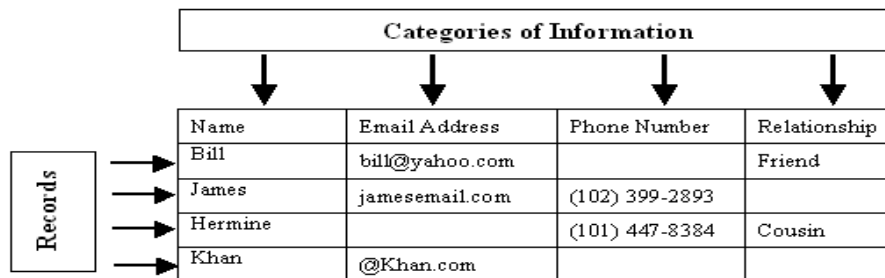 Categories of Information
Name Email Address Phone Number Relationship
Records
Bill bill@yahoo.com Friend
James jamesemail.com (102) 399-2893
Hermine (101) 447-8384 Cousin
Khan @Khan.com